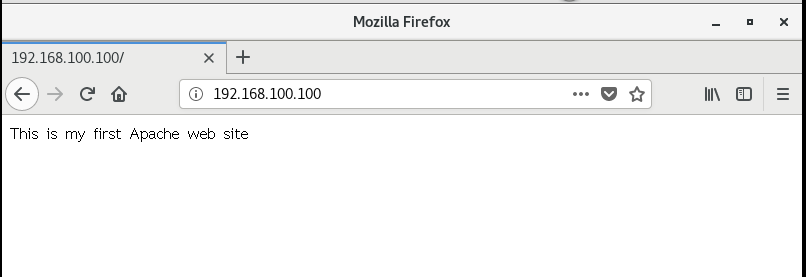 Mozilla Firefox
192.168.100.100/
192.168.100.100
This is my first Apache web site